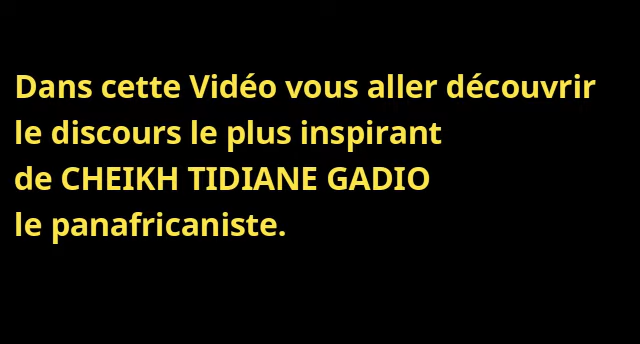 Dans cette Vidéo vous aller découvrir
le discours le plus inspirant
de CHEIKH TIDIANE GADIO
le panafricaniste.